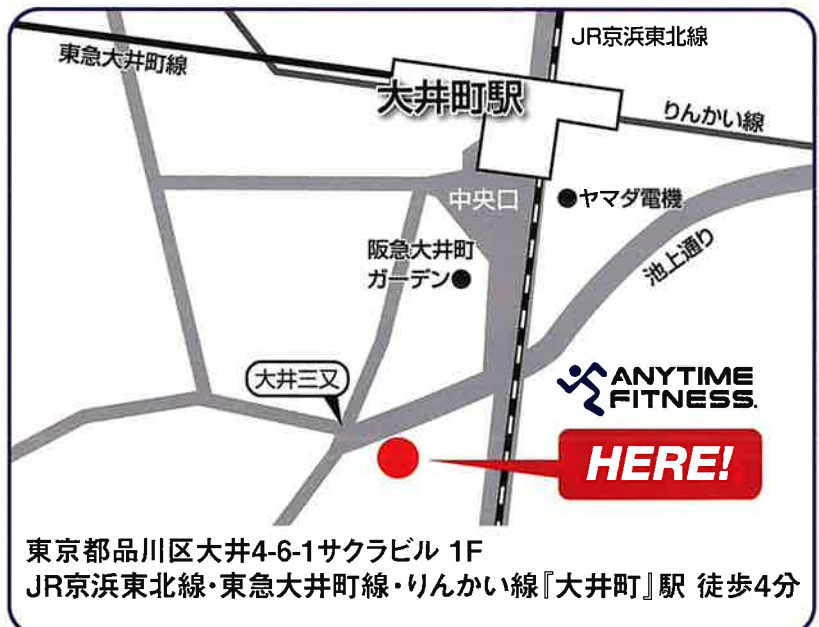 JR京浜東北線
東急大井町線
大井町駅
りんかい線
中央口
●ヤマダ電機
阪急大井町
ガーデン●
池上通り
大井三又
ANYTIME
FITNESS.
HERE!
東京都品川区大井4-6-1サクラビル 1F
JR京浜東北線・東急大井町線・りんかい線『大井町』駅 徒歩4分